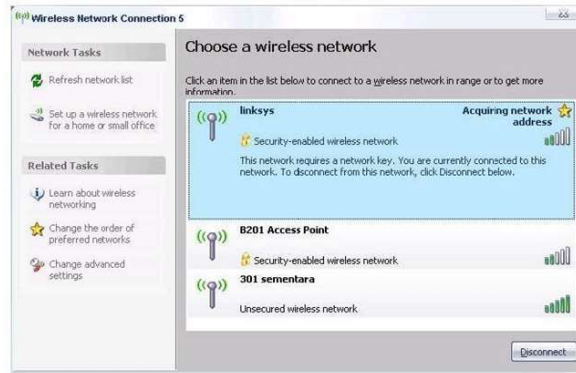 Wireless Network Connection 5
Network Tasks
Refresh network list
Set up a wireless network
for a home or small office
Related Tasks
Learn about wireless
networking
Change the order of
preferred networks
Change advanced
settings
Choose a wireless network
Click an item in the list below to connect to a wireless network in range or to get more
information.
linksys
Acquiring network
address
Security-enabled wireless network
This network requires a network key. You are currently connected to this
network. To disconnect from this network, click Disconnect below.
B201 Access Point
Security-enabled wireless network
301 sementara
Unsecured wireless network
Disconnect